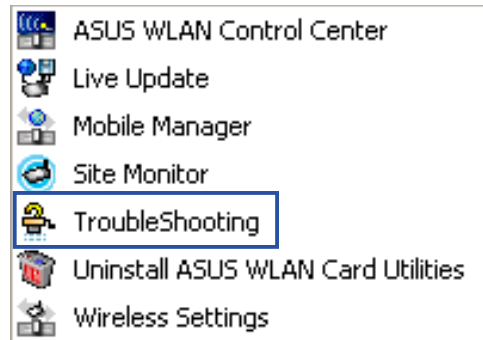 ASUS WLAN Control Center
Live Update
Mobile Manager
Site Monitor
TroubleShooting
Uninstall ASUS WLAN Card Utilities
Wireless Settings